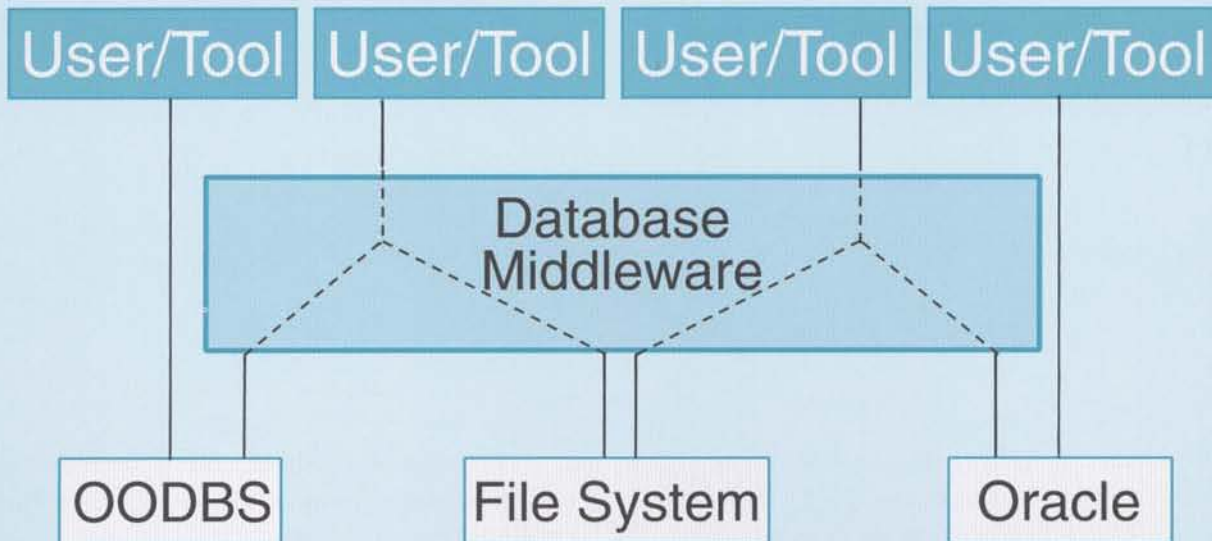 User/Tool User/Tool User/Tool User/Tool
Database
Middleware
OODBS File System Oracle